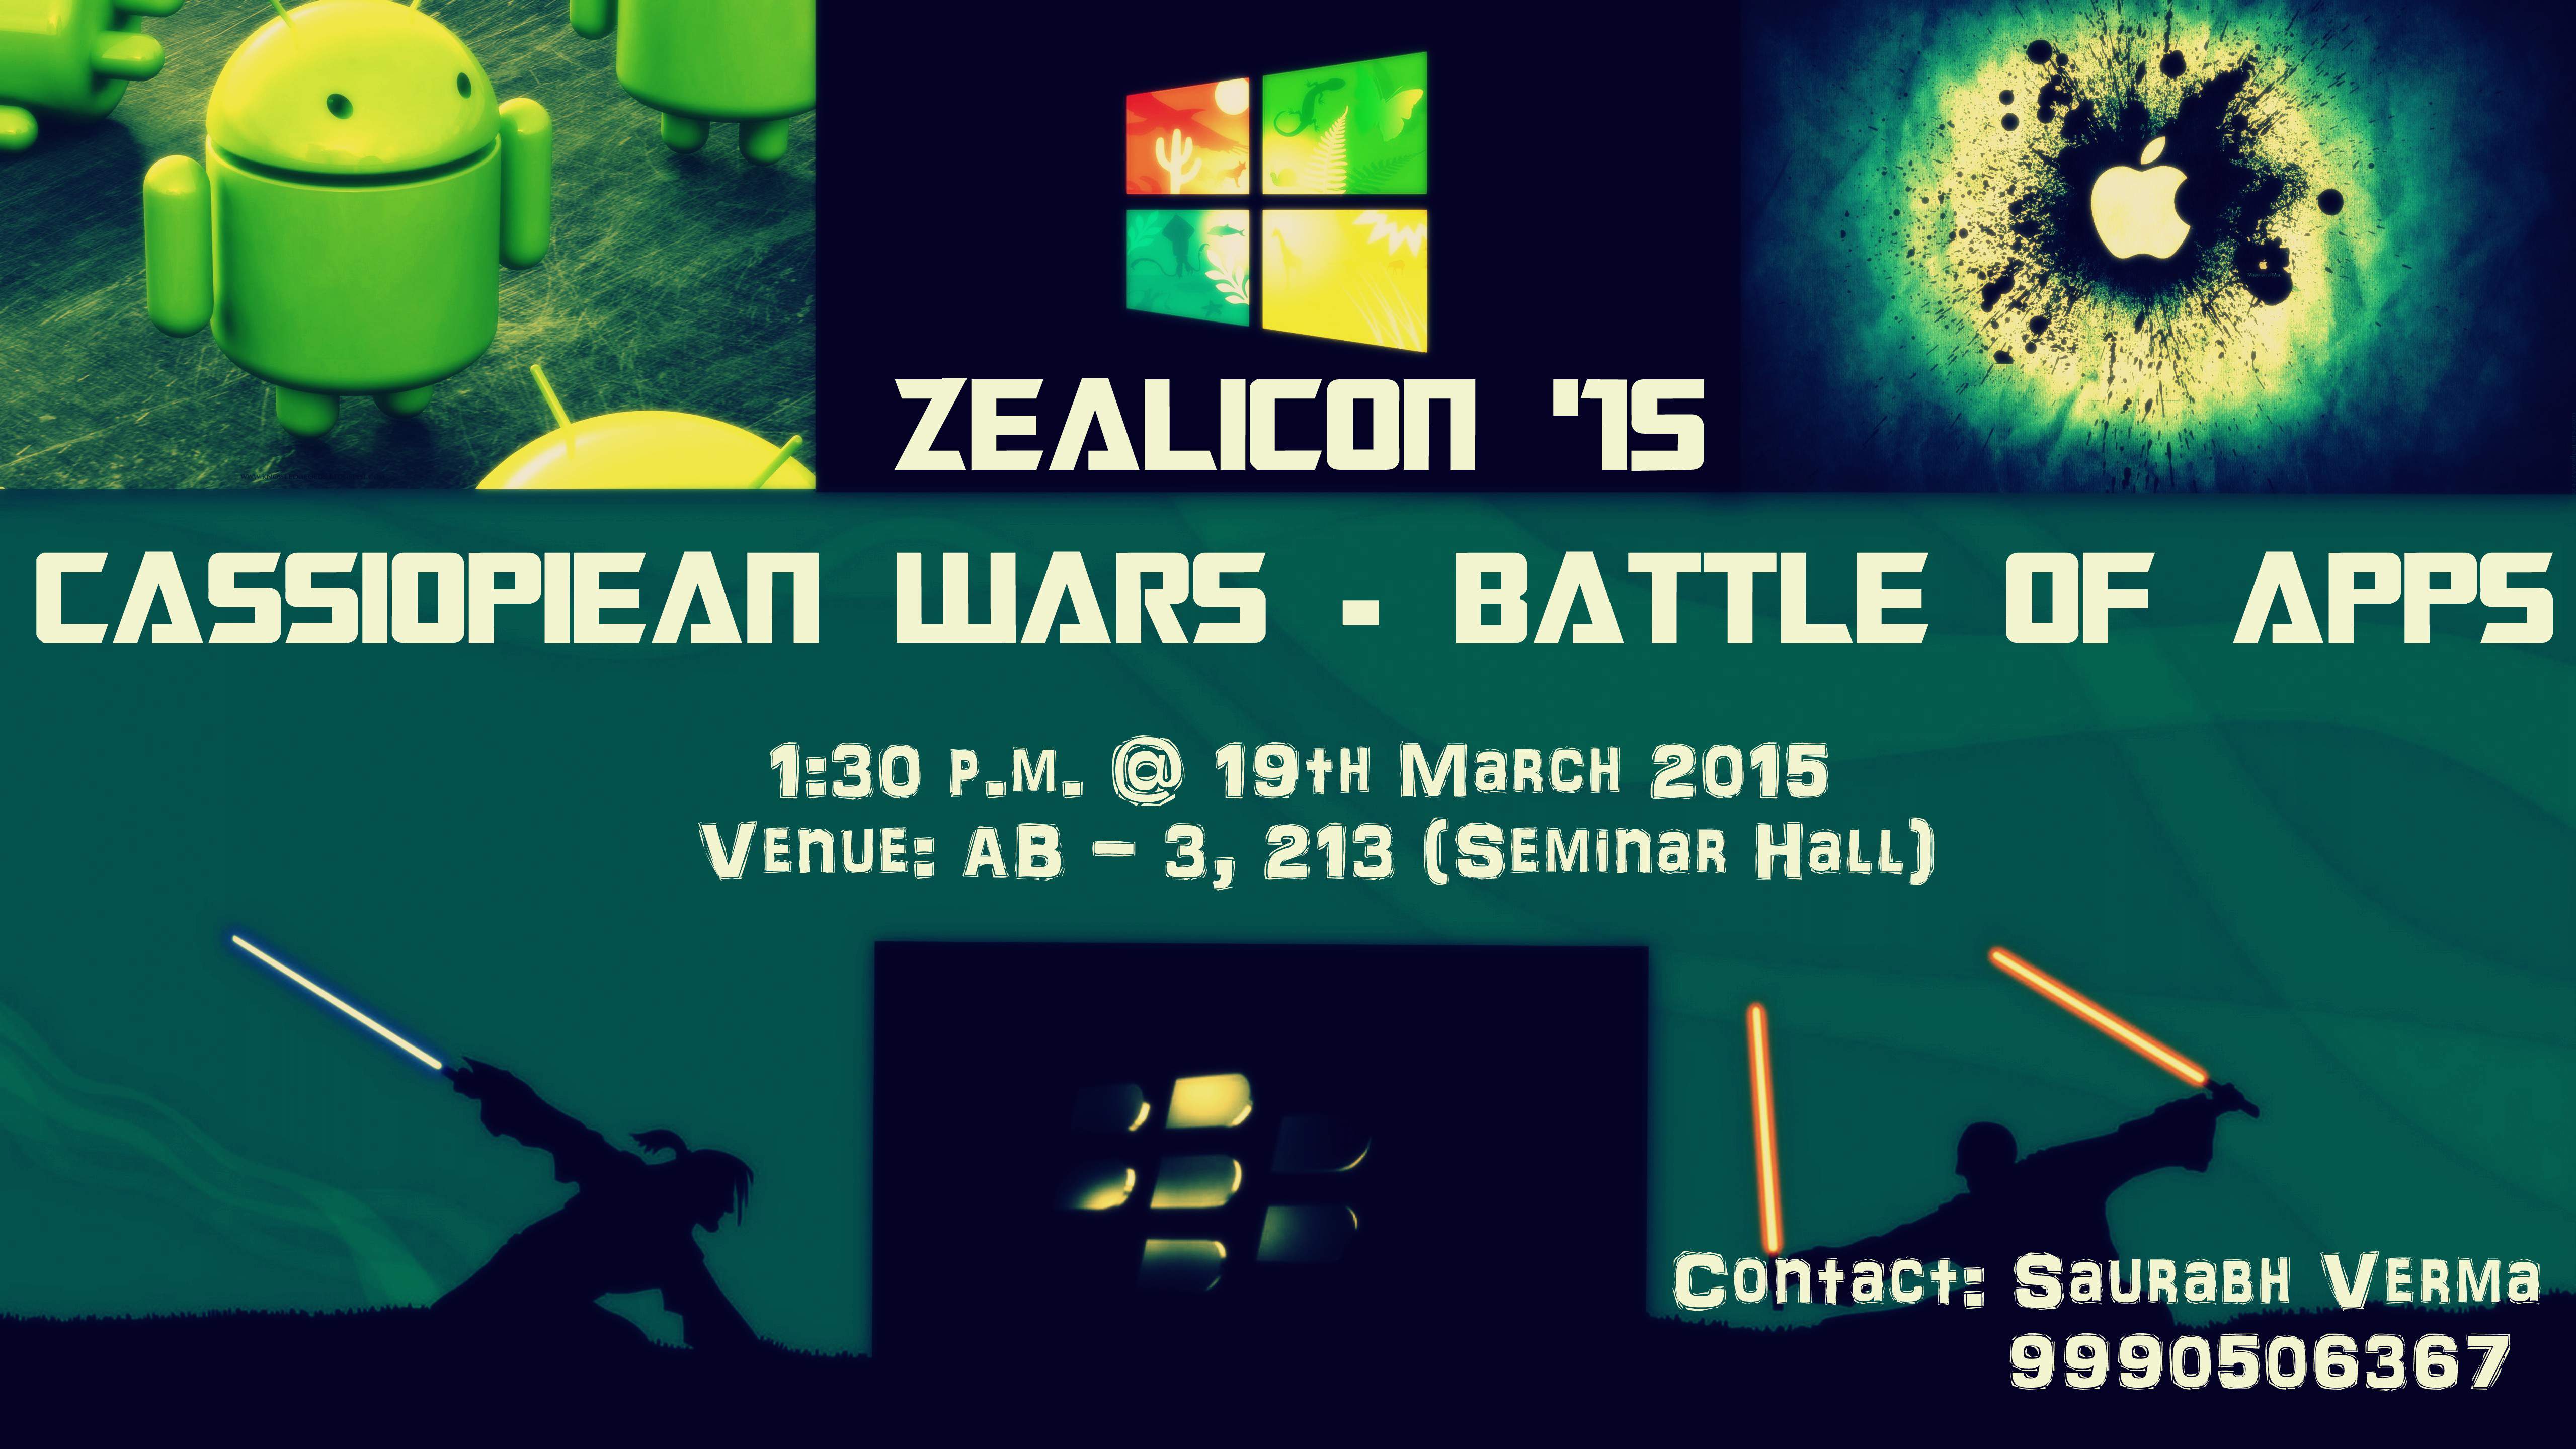 ZEALICON '15
CASSIOPIEAN WARS - BATTLE OF APPS
1:30 p.m. @ 19th March 2015
Venue: AB - 3, 213 (Seminar Hall)
Contact: Saurabh Verma
9990506367